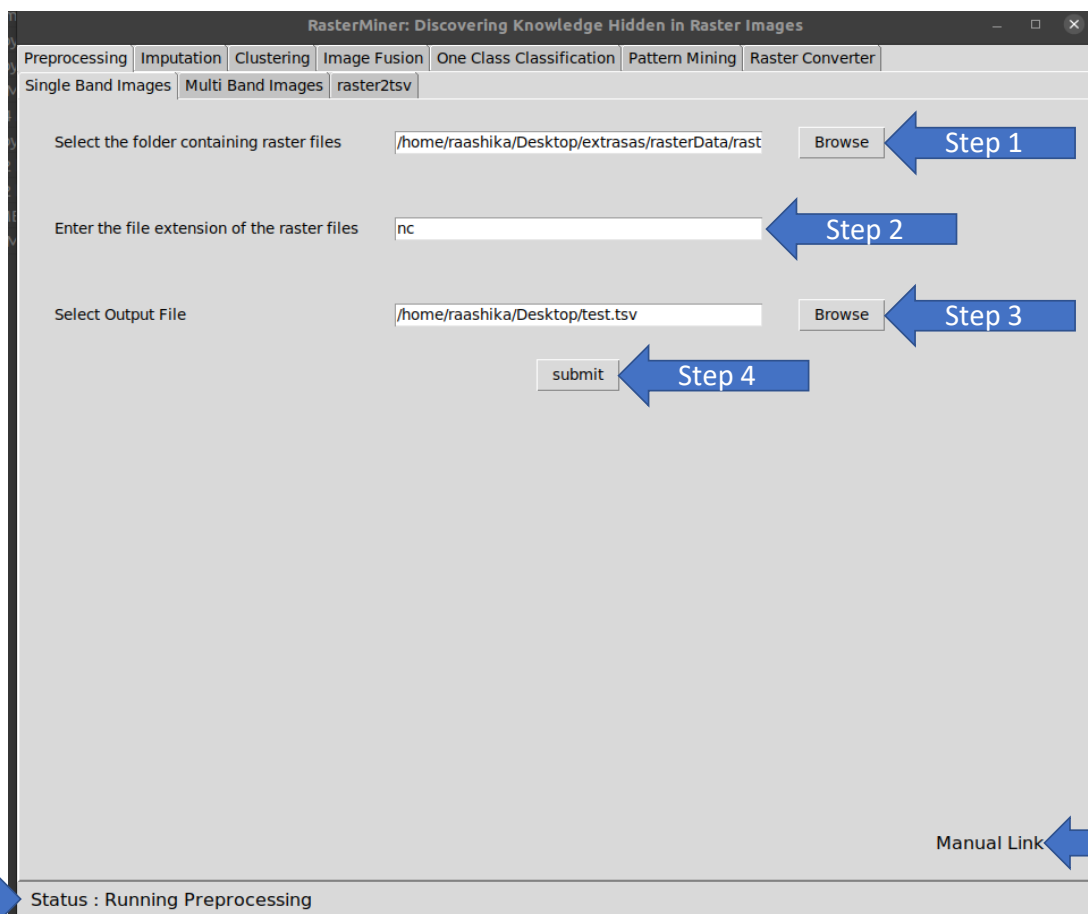 RasterMiner: Discovering Knowledge Hidden in Raster Images
Preprocessing Imputation Clustering Image Fusion One Class Classification Pattern Mining Raster Converter
Single Band Images Multi Band Images raster2tsv
Select the folder containing raster files /home/raashika/Desktop/extrasas/rasterData/rast Browse Step 1
Enter the file extension of the raster files nc Step 2
Select Output File /home/raashika/Desktop/test.tsv Browse Step 3
submit Step 4
Manual Link
Status : Running Preprocessing